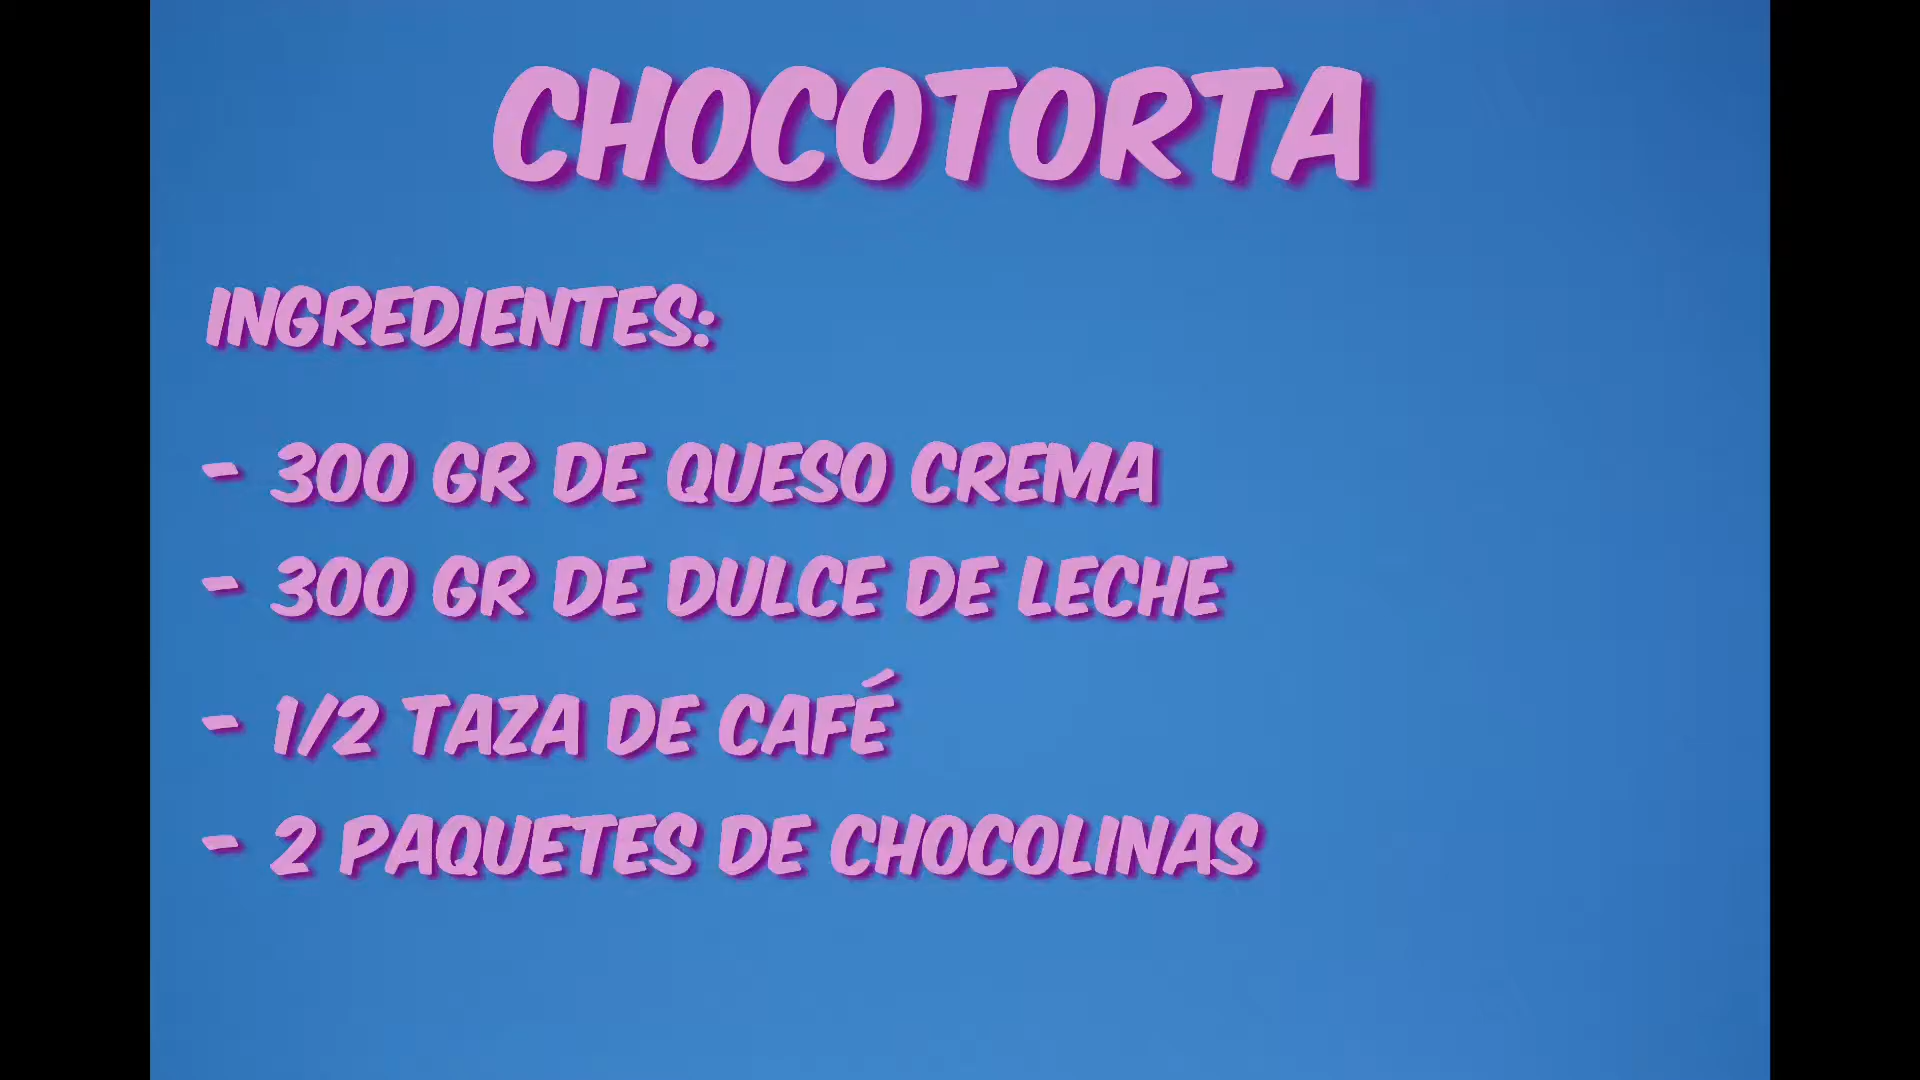 CHOCOTORTA
INGREDIENTES:
- 300 GR DE QUESO CREMA
- 300 GR DE DULCE DE LECHE
- 1/2 TAZA DE CAFÉ
- 2 PAQUETES DE CHOCOLINAS